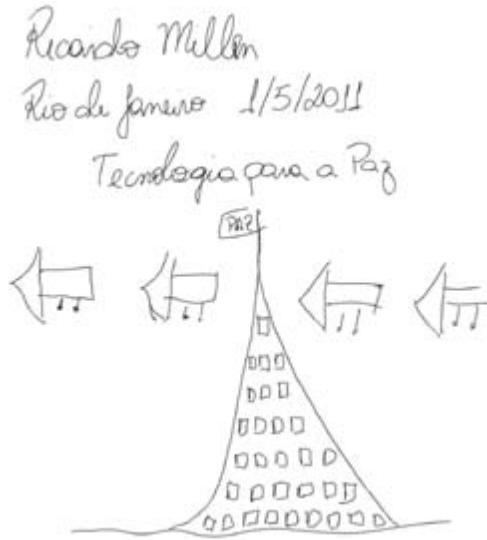 Ricardo Millen
Rio de Janeiro 1/5/2011
Tecnologia para a Paz
PAZ